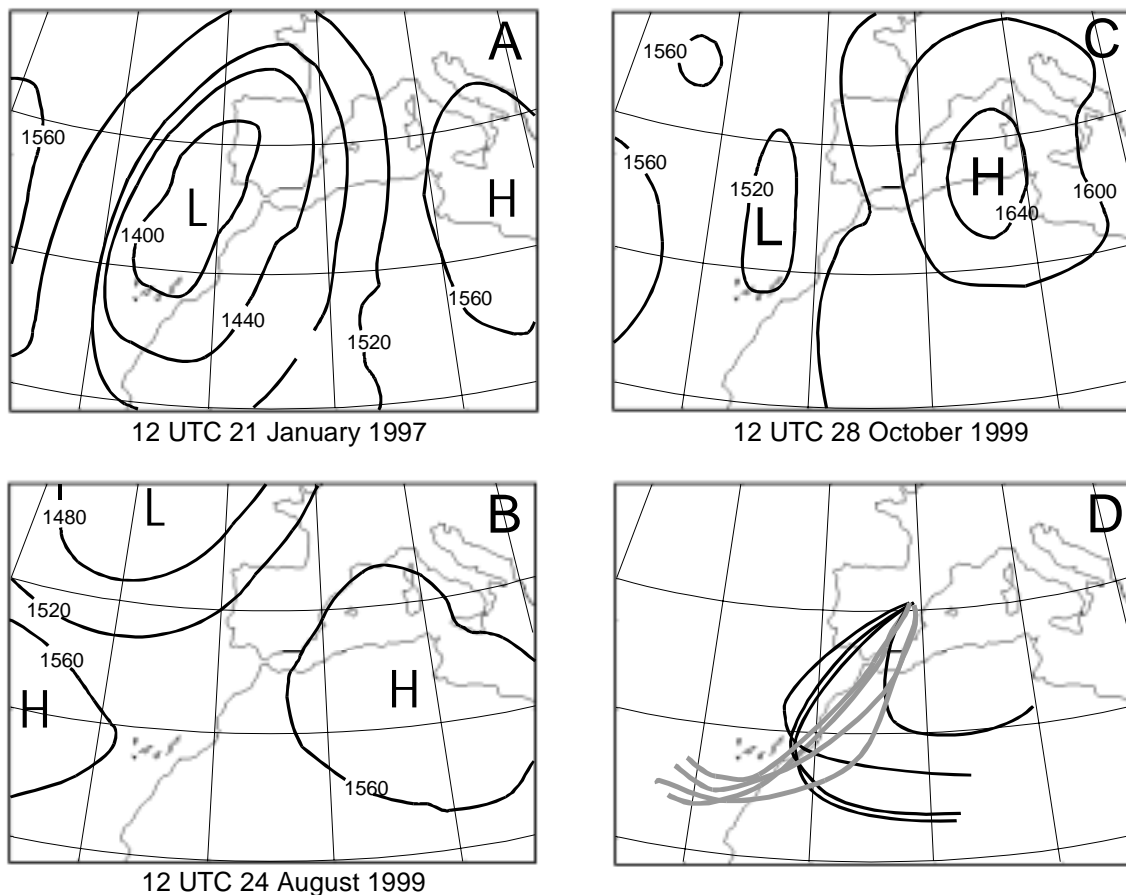 A
1560
L
1400
H
1560
1440
1520
12 UTC 21 January 1997
C
1560
1560
1520
L
H
1600
1640
12 UTC 28 October 1999
B
L
1480
1520
1560
H
H
1560
12 UTC 24 August 1999
D